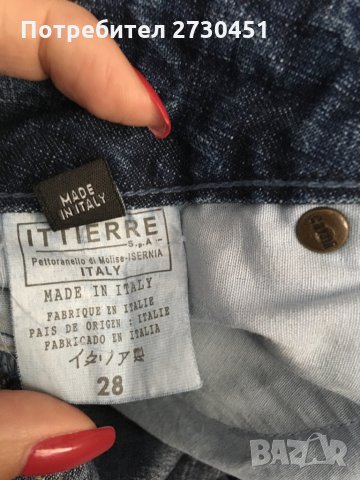 Потребител 2730451
MADE
IN ITALY
ITTIERRE
S.p.A
Pettoranello di Molise-ISERNIA
ITALY
MADE IN ITALY
FABRIQUE EN ITALIE
PAIS DE ORIGEN : ITALIE
FABRICADO EN ITALIA
イタリア製
28
BAZAR